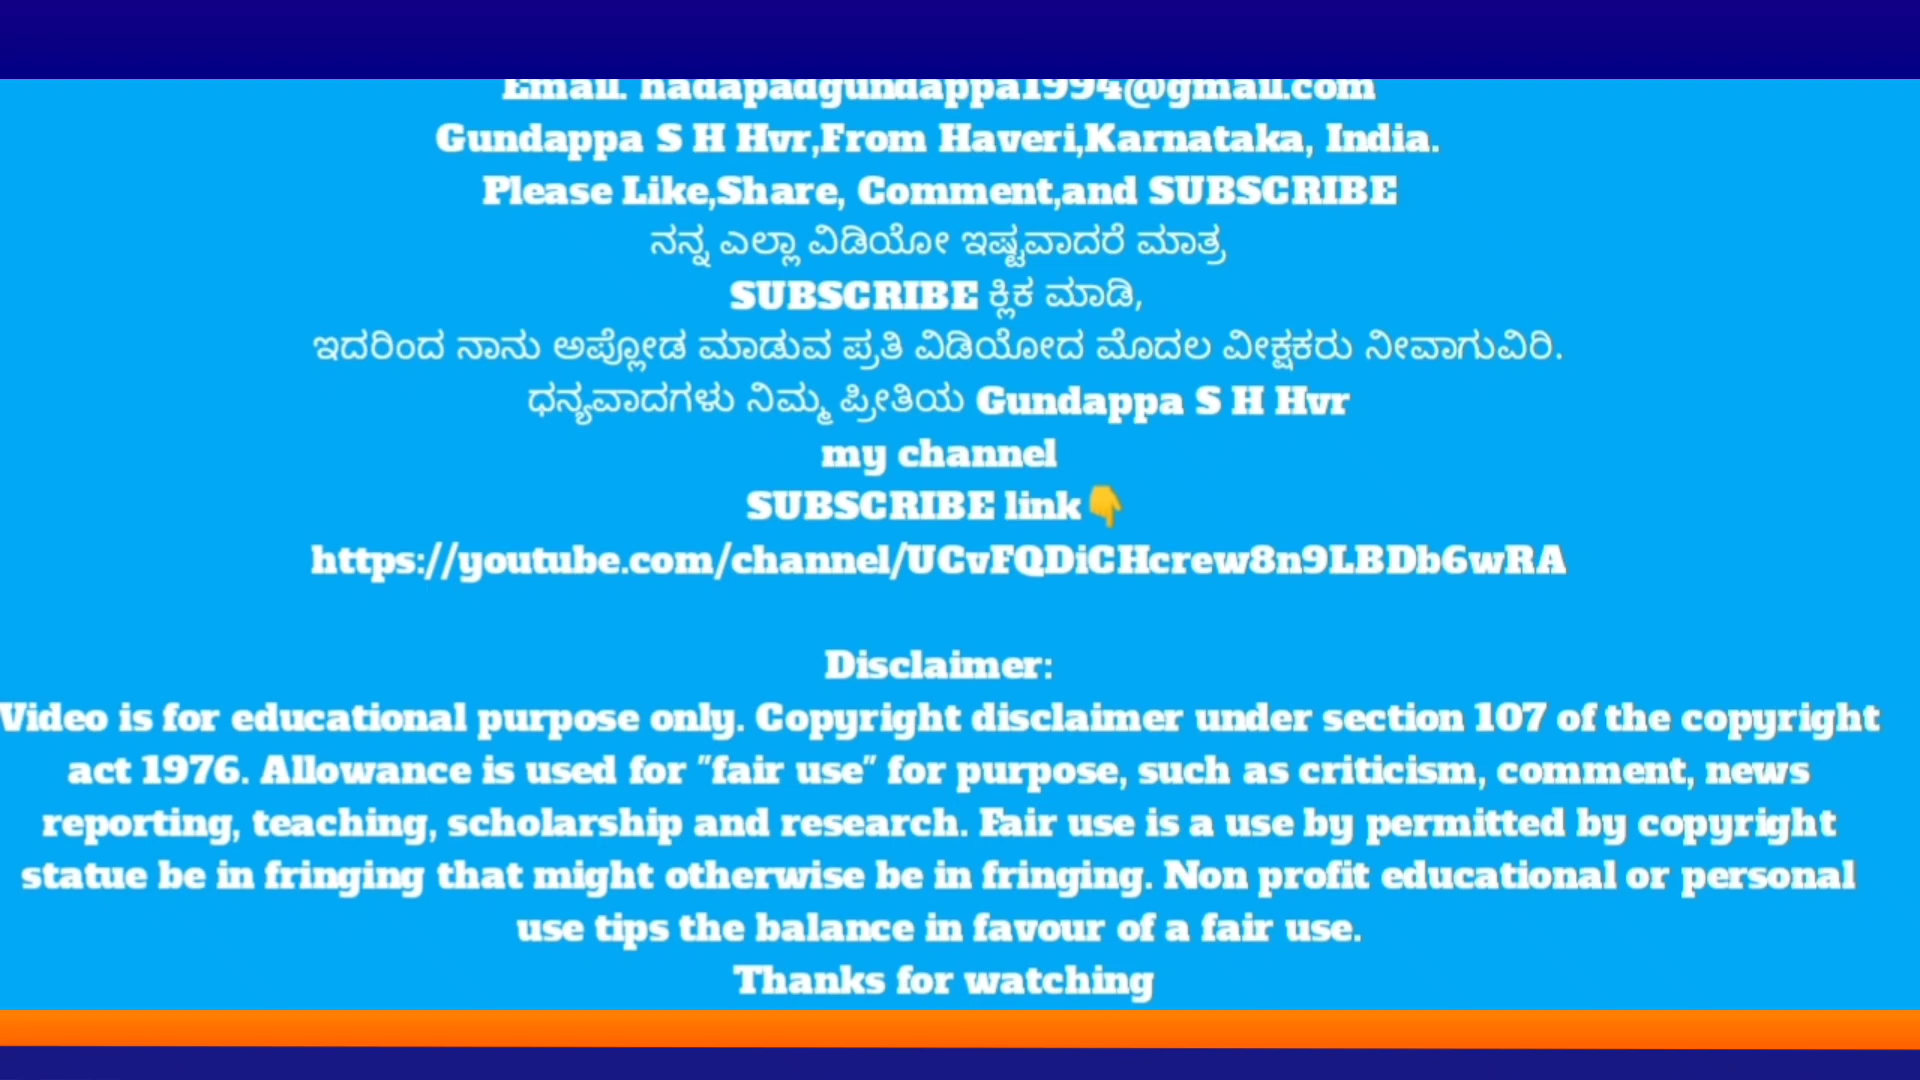 Email. hadapadgundappa1994@gmail.com
Gundappa S H Hvr,From Haveri,Karnataka, India.
Please Like,Share, Comment,and SUBSCRIBE
ನನ್ನ ಎಲ್ಲಾ ವಿಡಿಯೋ ಇಷ್ಟವಾದರೆ ಮಾತ್ರ
SUBSCRIBE ಕ್ಲಿಕ ಮಾಡಿ,
ಇದರಿಂದ ನಾನು ಅಪ್ಲೋಡ ಮಾಡುವ ಪ್ರತಿ ವಿಡಿಯೋದ ಮೊದಲ ವೀಕ್ಷಕರು ನೀವಾಗುವಿರಿ.
ಧನ್ಯವಾದಗಳು ನಿಮ್ಮ ಪ್ರೀತಿಯ Gundappa S H Hvr
my channel
SUBSCRIBE link👇
https://youtube.com/channel/UCvFQDiCHcrew8n9LBDb6wRA
Disclaimer:
Video is for educational purpose only. Copyright disclaimer under section 107 of the copyright
act 1976. Allowance is used for "fair use" for purpose, such as criticism, comment, news
reporting, teaching, scholarship and research. Fair use is a use by permitted by copyright
statue be in fringing that might otherwise be in fringing. Non profit educational or personal
use tips the balance in favour of a fair use.
Thanks for watching